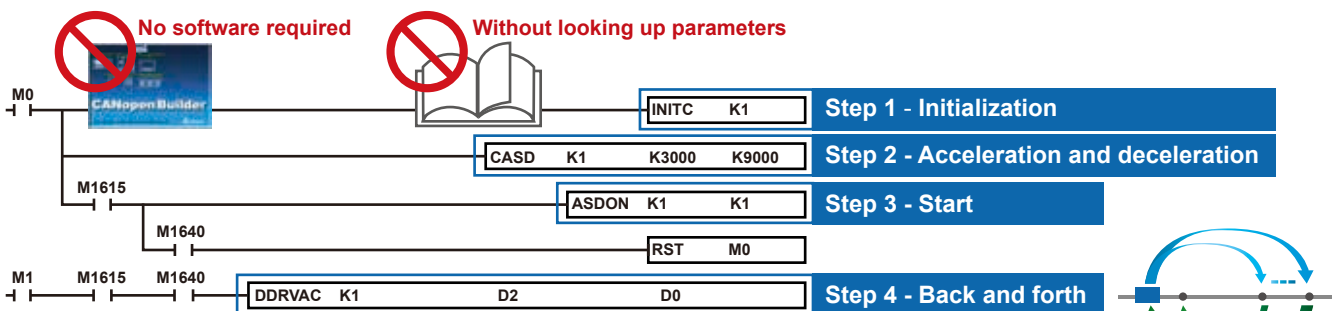 No software required
Without looking up parameters
CANopen Builder
M0
INITC K1
Step 1 - Initialization
CASD K1 K3000 K9000
Step 2 - Acceleration and deceleration
M1615
ASDON K1 K1
Step 3 - Start
M1640
RST M0
M1 M1615 M1640
DDRVAC K1 D2 D0
Step 4 - Back and forth